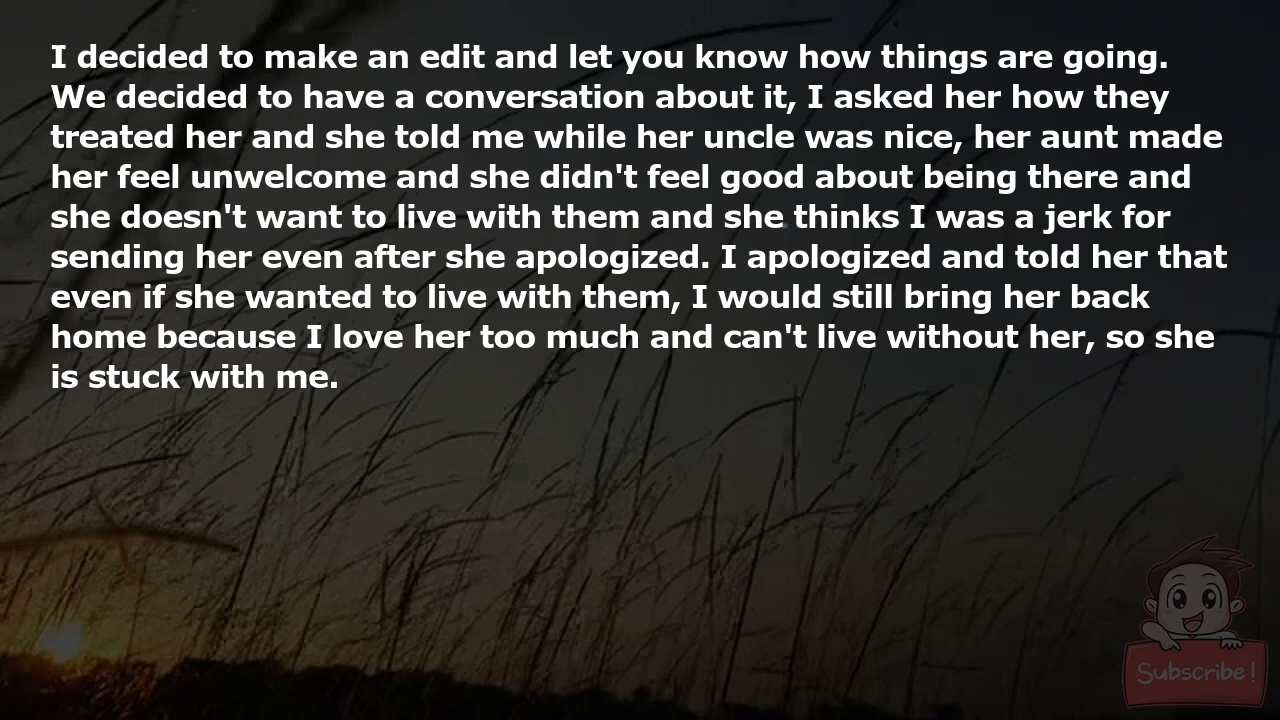 I decided to make an edit and let you know how things are going.
We decided to have a conversation about it, I asked her how they
treated her and she told me while her uncle was nice, her aunt made
her feel unwelcome and she didn't feel good about being there and
she doesn't want to live with them and she thinks I was a jerk for
sending her even after she apologized. I apologized and told her that
even if she wanted to live with them, I would still bring her back
home because I love her too much and can't live without her, so she
is stuck with me.
Subscribe!